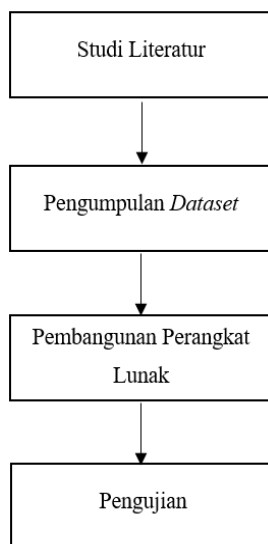 Studi Literatur
Pengumpulan Dataset
Pembangunan Perangkat
Lunak
Pengujian